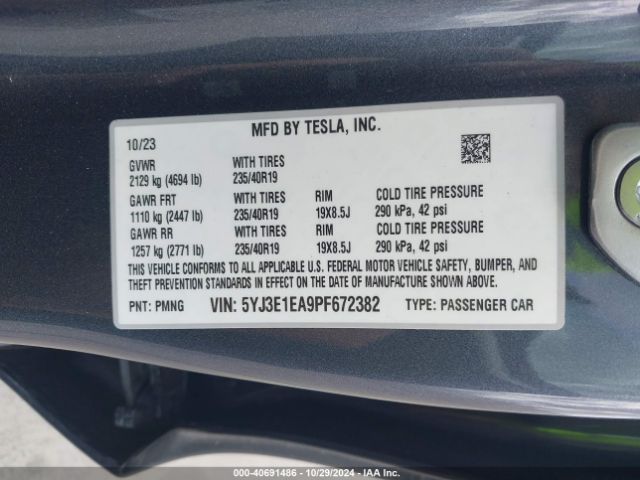 MFD BY TESLA, INC.
10/23
GVWR WITH TIRES
2129 kg (4694 lb) 235/40R19
GAWR FRT WITH TIRES RIM COLD TIRE PRESSURE
1110 kg (2447 lb) 235/40R19 19X8.5J 290 kPa, 42 psi
GAWR RR WITH TIRES RIM COLD TIRE PRESSURE
1257 kg (2771 lb) 235/40R19 19X8.5J 290 kPa, 42 psi
THIS VEHICLE CONFORMS TO ALL APPLICABLE U.S. FEDERAL MOTOR VEHICLE SAFETY, BUMPER, AND
THEFT PREVENTION STANDARDS IN EFFECT ON THE DATE OF MANUFACTURE SHOWN ABOVE.
PNT: PMNG VIN: 5YJ3E1EA9PF672382 TYPE: PASSENGER CAR
000-40691486 - 10/29/2024 - IAA Inc.